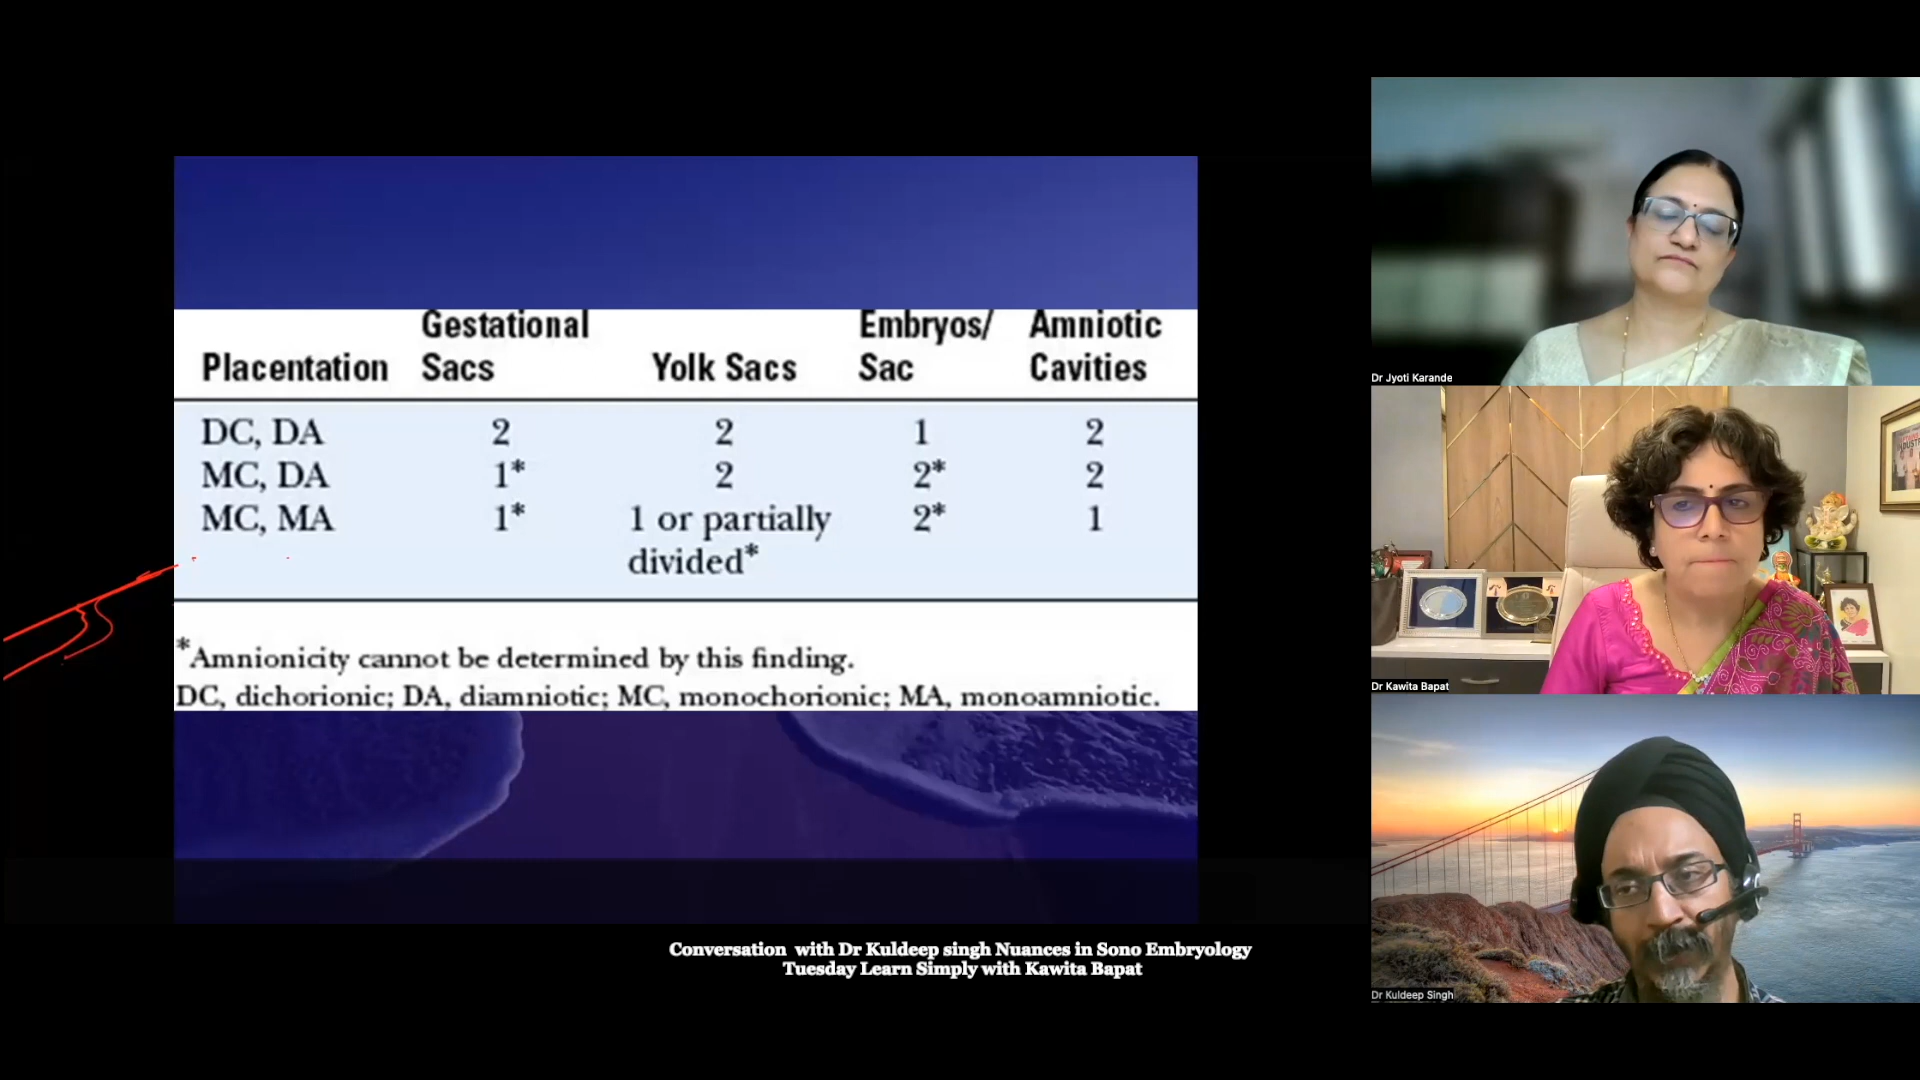 Gestational Embryos/ Amniotic
Placentation Sacs Yolk Sacs Sac Cavities
DC, DA 2 2 1 2
MC, DA 1* 2 2* 2
MC, MA 1* 1 or partially 2* 1
divided*
*Amnionicity cannot be determined by this finding.
DC, dichorionic; DA, diamniotic; MC, monochorionic; MA, monoamniotic.
Conversation with Dr Kuldeep singh Nuances in Sono Embryology
Tuesday Learn Simply with Kawita Bapat
Dr Jyoti Karande
Dr Kawita Bapat
Dr Kuldeep Singh